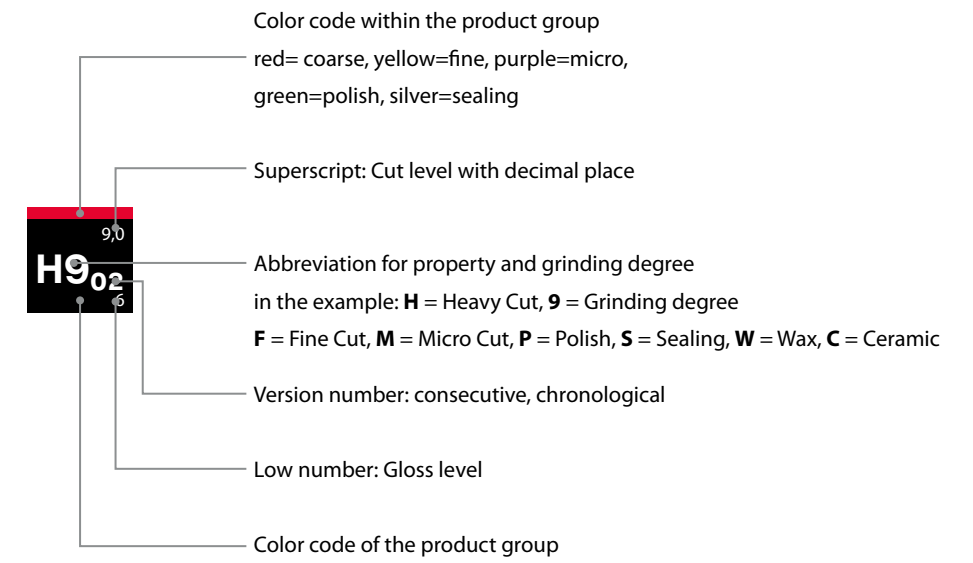 Color code within the product group
red= coarse, yellow=fine, purple=micro,
green=polish, silver=sealing
Superscript: Cut level with decimal place
9,0
H902
6
Abbreviation for property and grinding degree
in the example: H = Heavy Cut, 9 = Grinding degree
F = Fine Cut, M = Micro Cut, P = Polish, S = Sealing, W = Wax, C = Ceramic
Version number: consecutive, chronological
Low number: Gloss level
Color code of the product group